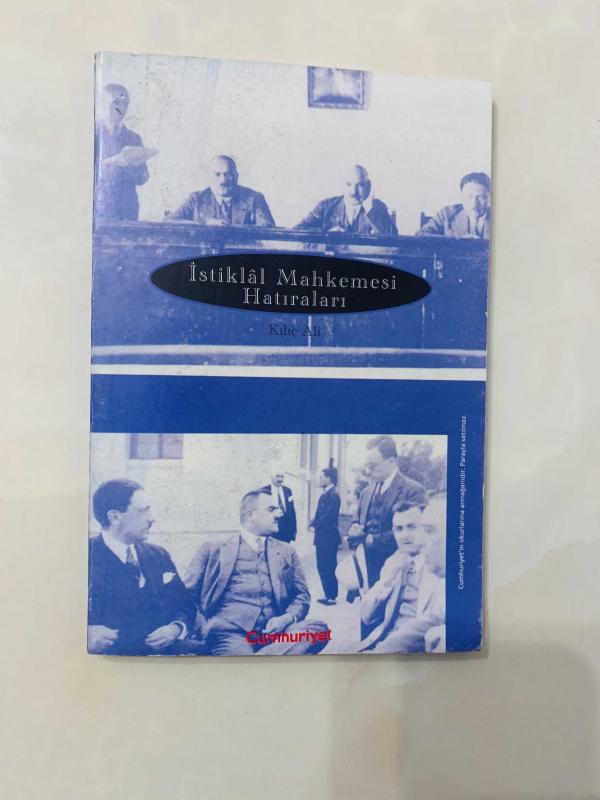 İstiklâl Mahkemesi
Hatıraları
Kılıç Ali
Cumhuriyet'in okurlarına armağanıdır. Parayla satılmaz.
Cumhuriyet